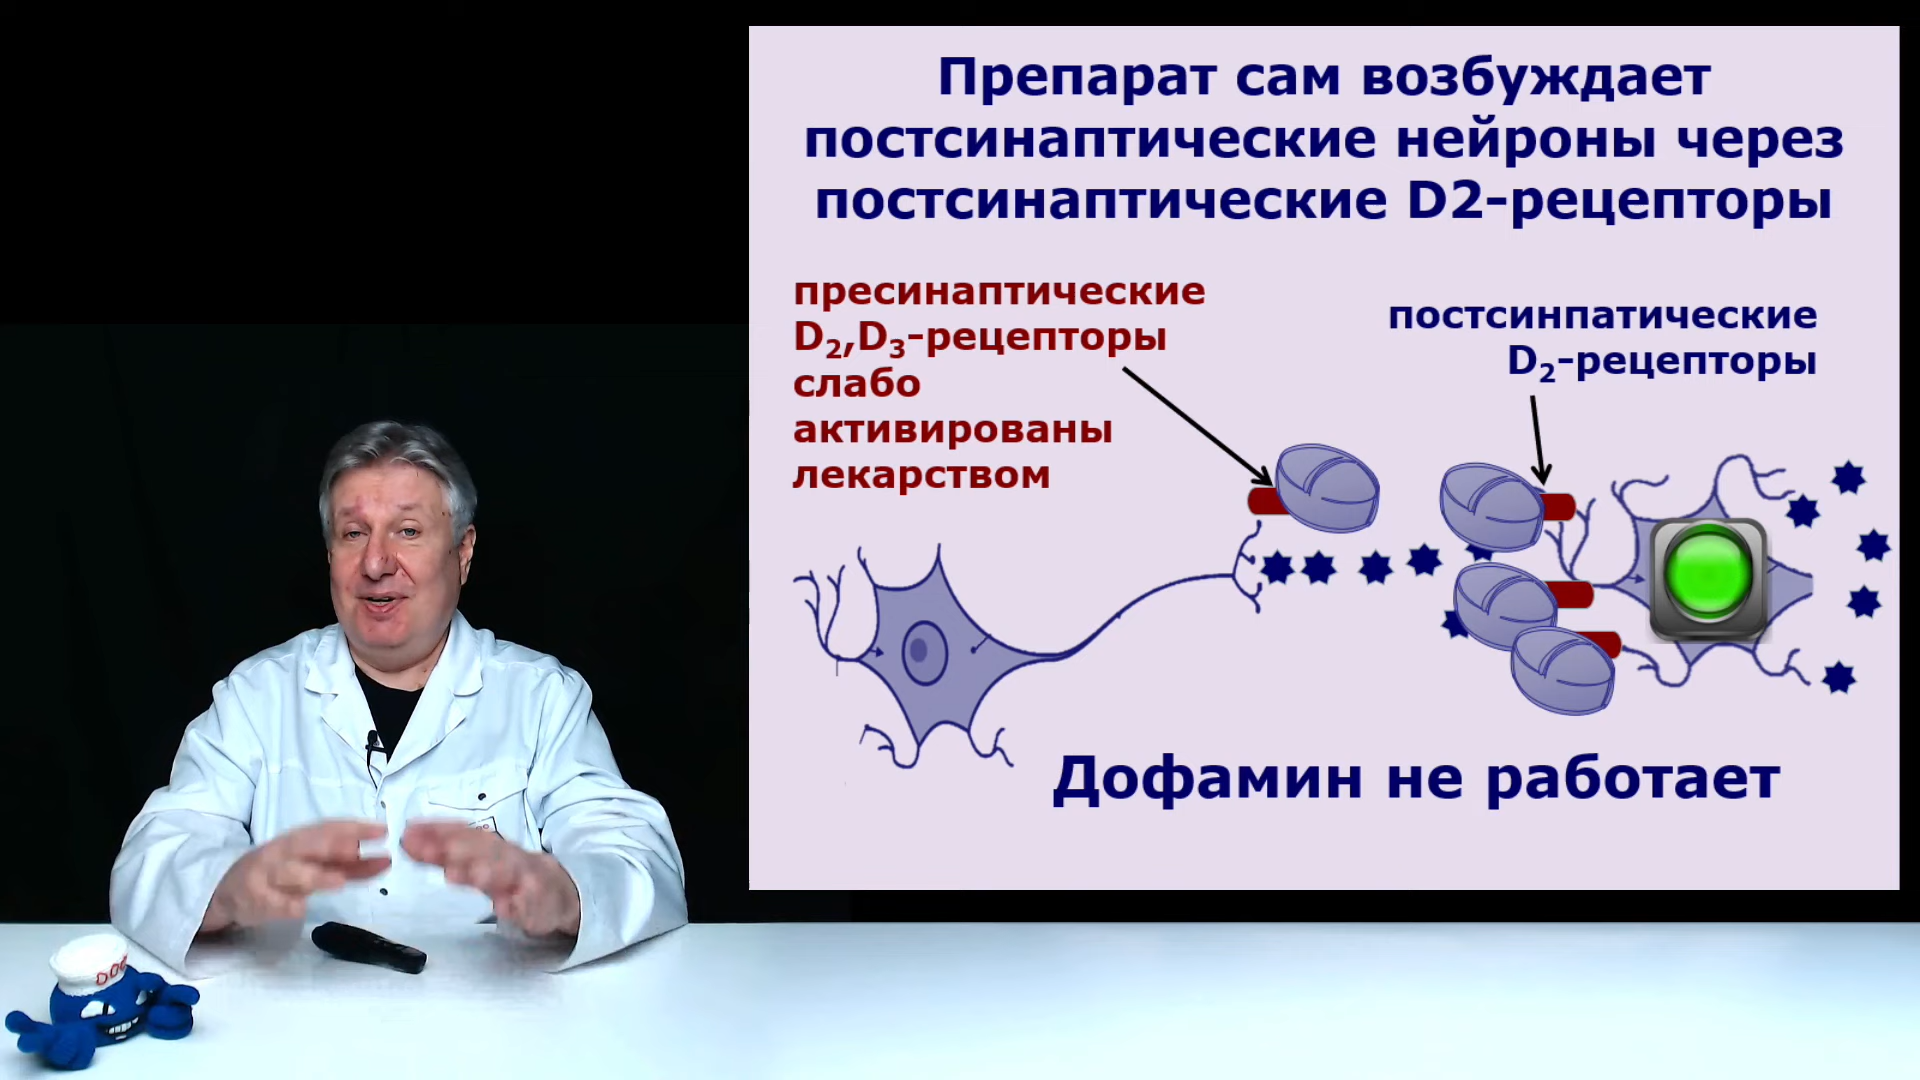 Препарат сам возбуждает
постсинаптические нейроны через
постсинаптические D2-рецепторы
пресинаптические
D₂,D₃-рецепторы
слабо
активированы
лекарством
постсинпатические
D₂-рецепторы
Дофамин не работает
DOC